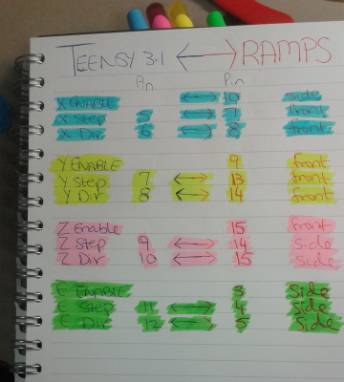 TEENSY 3.1 ⟷ RAMPS
Pin Pin
X ENABLE ⟷ 10 side
X Step 5 ⟷ 7 front
X Dir 6 ⟷ 8 front
Y ENABLE 9 front
Y Step 7 ⟷ 13 front
Y Dir 8 ⟷ 14 front
Z Enable 15 front
Z Step 9 ⟷ 14 side
Z Dir 10 ⟷ 15 side
E ENABLE 3 Side
E Step 11 ⟷ 4 Side
E Dir 12 ⟷ 5 Side